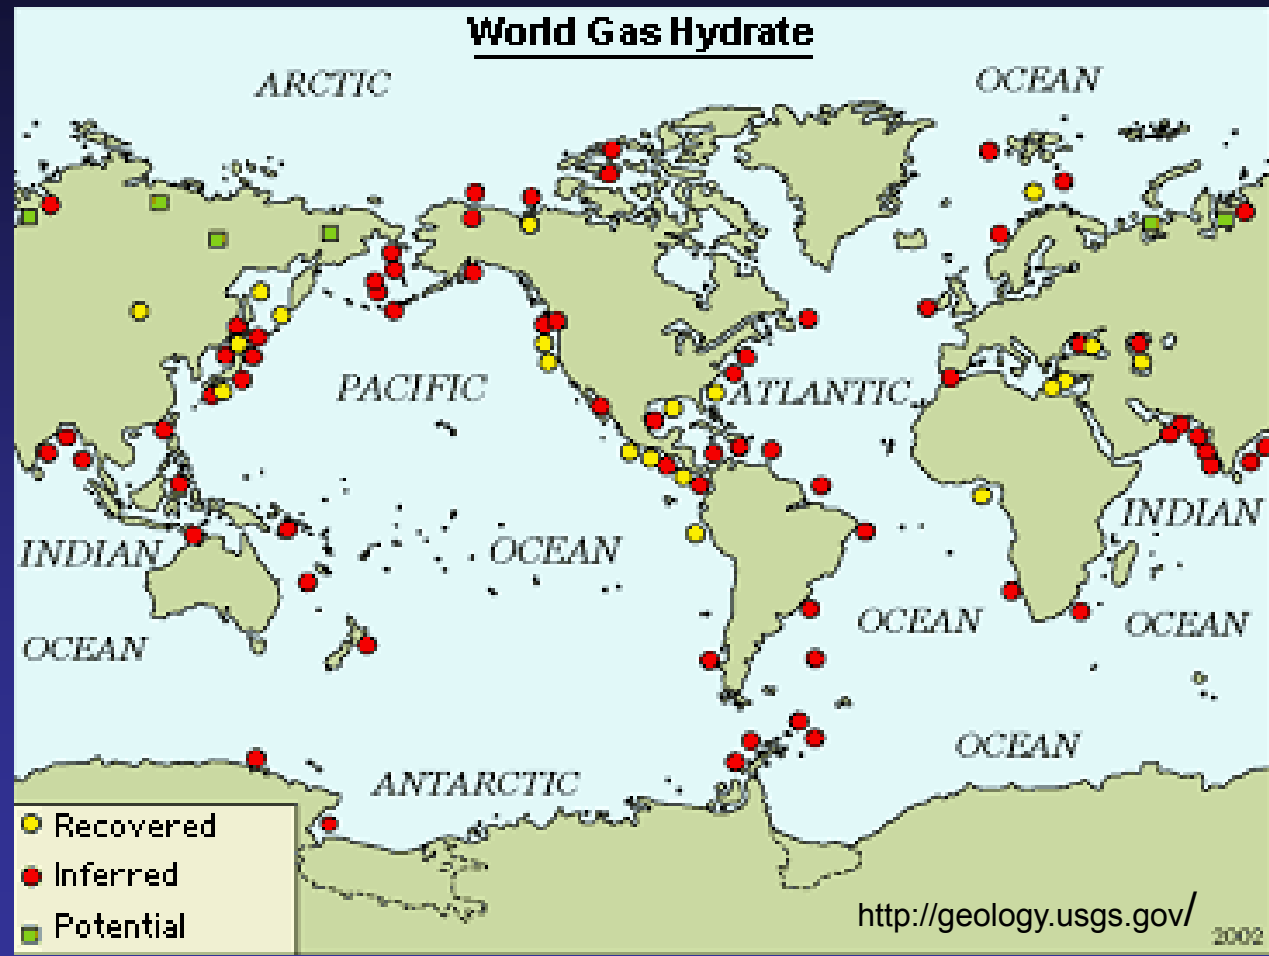 World Gas Hydrate
ARCTIC
OCEAN
PACIFIC
ATLANTIC
INDIAN
OCEAN
INDIAN
OCEAN
OCEAN
OCEAN
OCEAN
ANTARCTIC
Recovered
Inferred
Potential
http://geology.usgs.gov/
2002